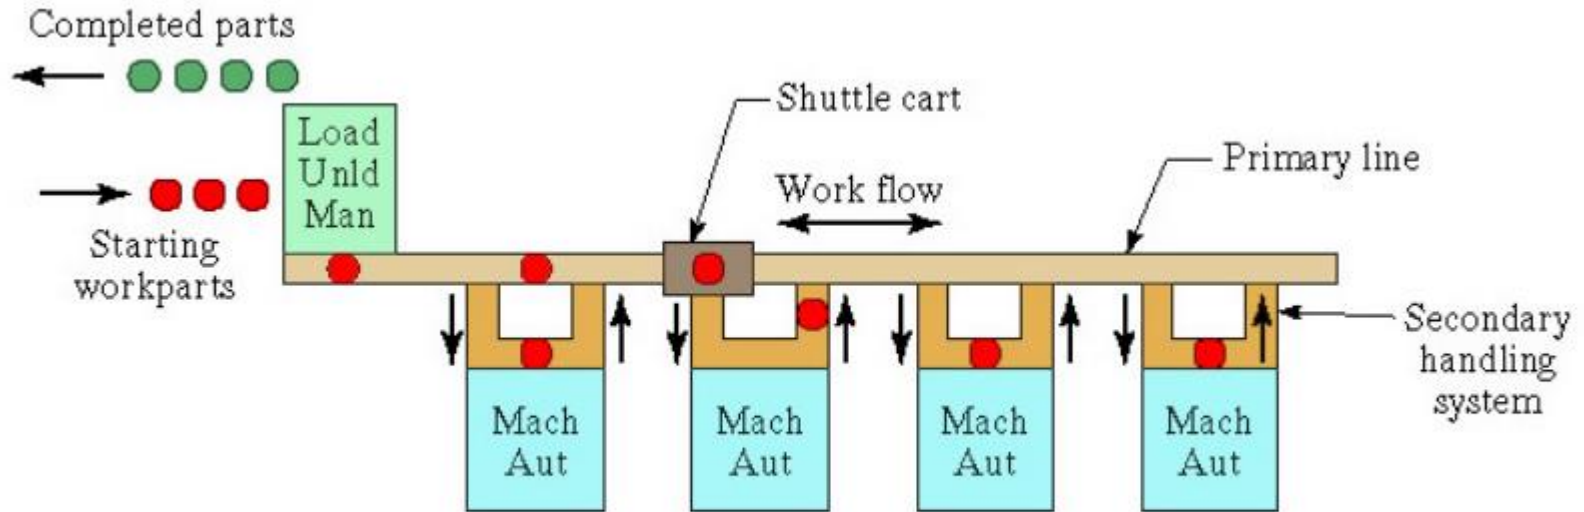 Completed parts
Load
Unld
Man
Starting
workparts
Shuttle cart
Work flow
Primary line
Secondary
handling
system
Mach
Aut
Mach
Aut
Mach
Aut
Mach
Aut